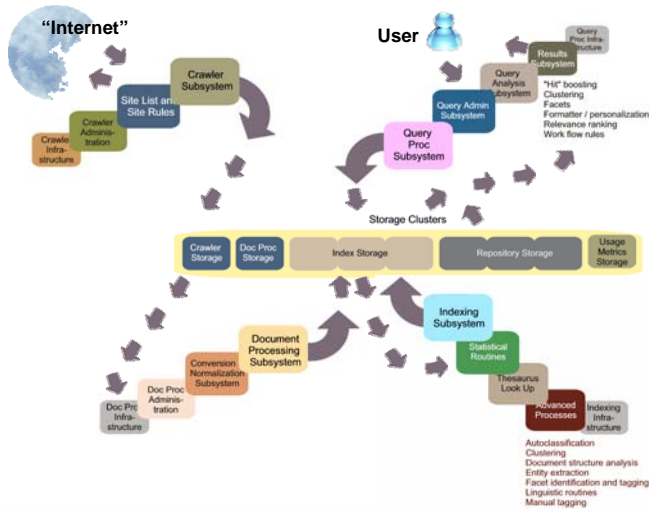 “Internet”
User
Query
Proc Infra-
structure
Results
Subsystem
Query
Analysis
Subsystem
Query Admin
Subsystem
Query
Proc
Subsystem
"Hit" boosting
Clustering
Facets
Formatter / personalization
Relevance ranking
Work flow rules
Crawler
Subsystem
Site List and
Site Rules
Crawler
Adminis-
tration
Crawler
Infra-
structure
Storage Clusters
Crawler
Storage
Doc Proc
Storage
Index Storage
Repository Storage
Usage
Metrics
Storage
Document
Processing
Subsystem
Conversion
Normalization
Subsystem
Doc Proc
Adminis-
tration
Doc Proc
Infra-
structure
Indexing
Subsystem
Statistical
Routines
Thesaurus
Look Up
Advanced
Processes
Indexing
Infra-
structure
Autoclassification
Clustering
Document structure analysis
Entity extraction
Facet identification and tagging
Linguistic routines
Manual tagging